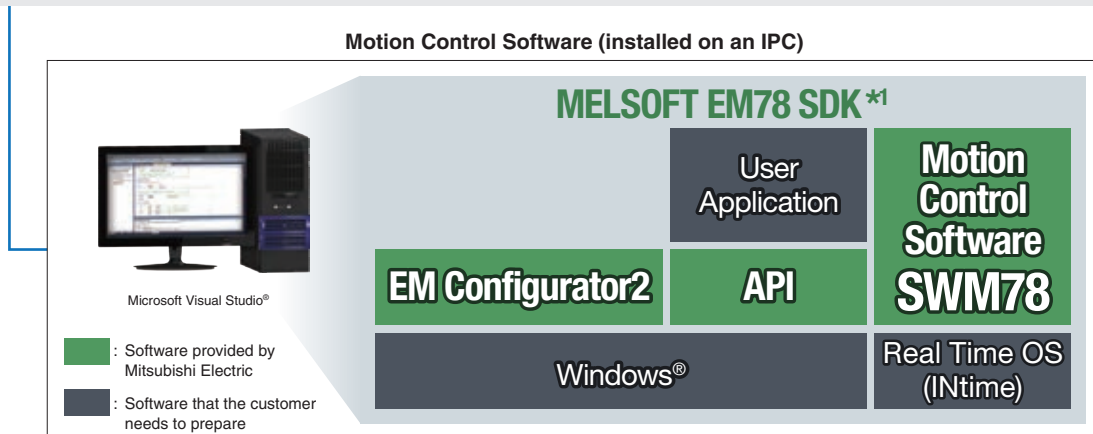 Motion Control Software (installed on an IPC)
MELSOFT EM78 SDK*1
User
Application
Motion
Control
Software
SWM78
EM Configurator2
API
Windows®
Real Time OS
(INtime)
Microsoft Visual Studio®
: Software provided by
Mitsubishi Electric
: Software that the customer
needs to prepare